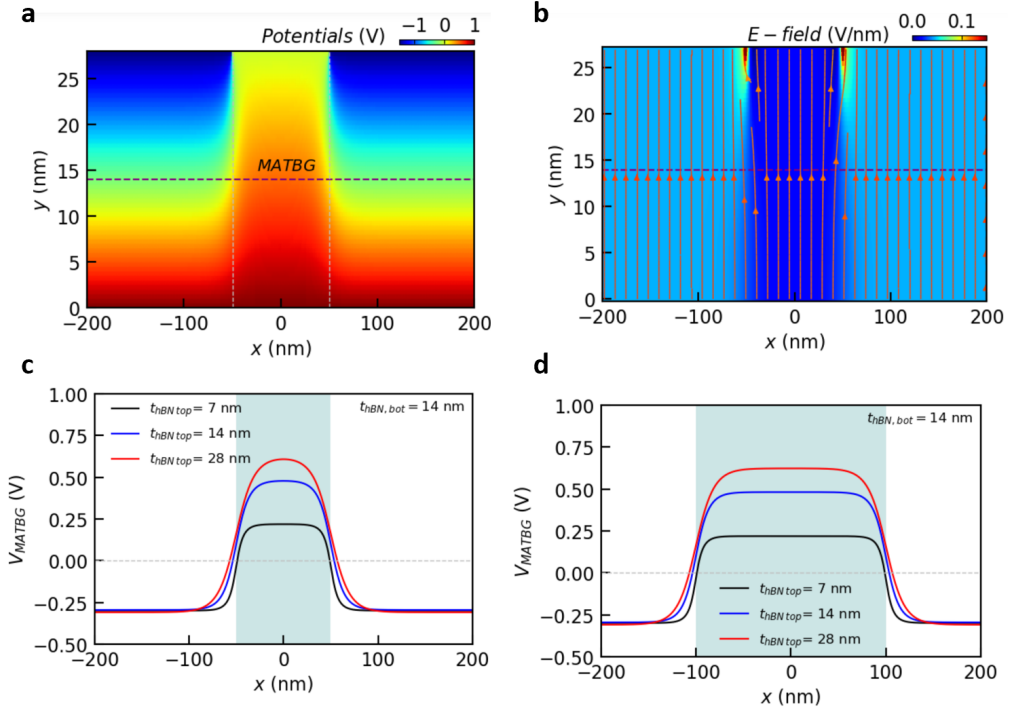 a
Potentials (V)
−1 0 1
25
20
15
10
5
0
y (nm)
MATBG
−200 −100 0 100 200
x (nm)
b
E − field (V/nm)
0.0 0.1
25
20
15
10
5
0
y (nm)
−200 −100 0 100 200
x (nm)
c
1.00
0.75
0.50
0.25
0.00
−0.25
−0.50
V_MATBG (V)
t_hBN top = 7 nm
t_hBN top = 14 nm
t_hBN top = 28 nm
t_hBN, bot = 14 nm
−200 −100 0 100 200
x (nm)
d
1.00
0.75
0.50
0.25
0.00
−0.25
−0.50
V_MATBG (V)
t_hBN, bot = 14 nm
t_hBN top = 7 nm
t_hBN top = 14 nm
t_hBN top = 28 nm
−200 −100 0 100 200
x (nm)